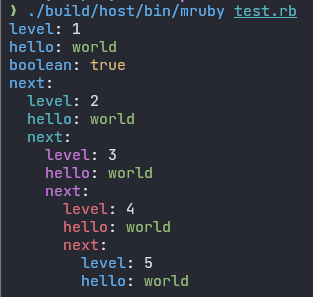 ❯ ./build/host/bin/mruby test.rb
level: 1
hello: world
boolean: true
next:
  level: 2
  hello: world
  next:
    level: 3
    hello: world
    next:
      level: 4
      hello: world
      next:
        level: 5
        hello: world